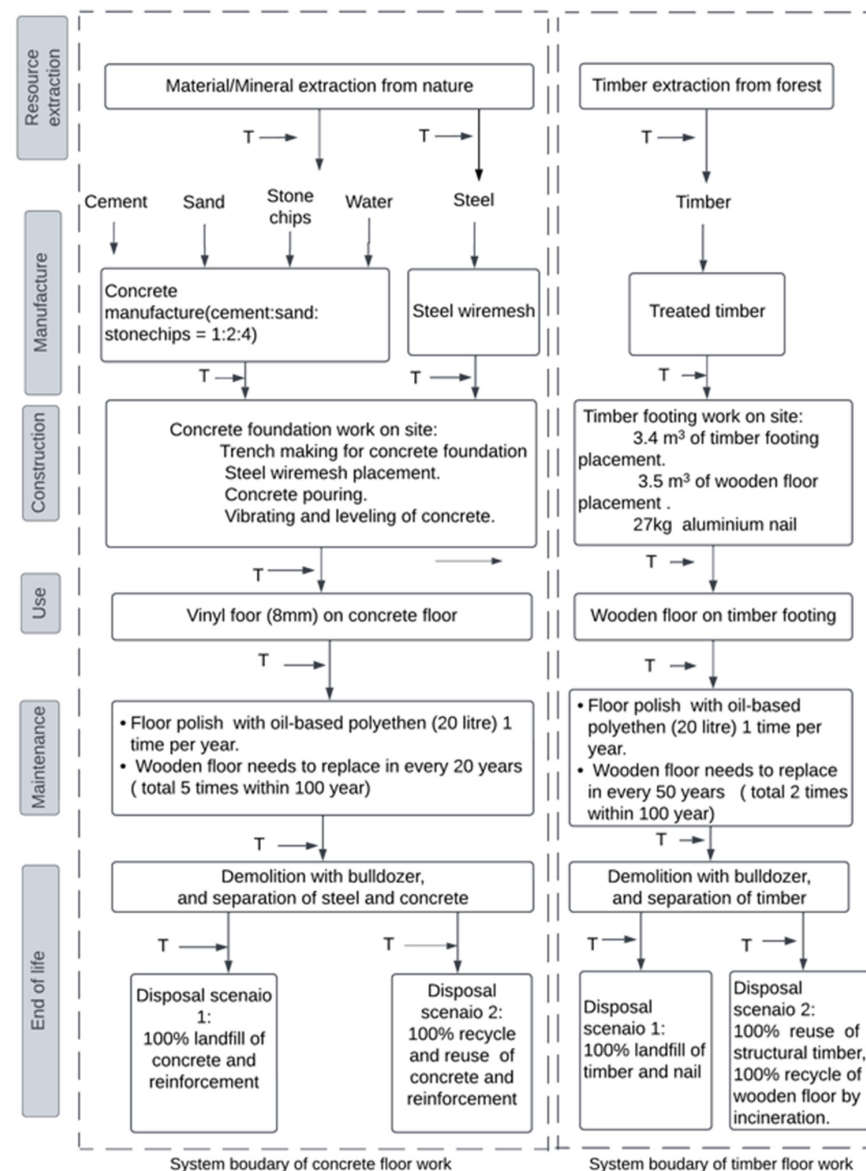 Resource
extraction
Material/Mineral extraction from nature
Timber extraction from forest
T
T
T
Cement
Sand
Stone
chips
Water
Steel
Timber
Manufacture
Concrete
manufacture(cement:sand:
stonechips = 1:2:4)
Steel wiremesh
Treated timber
T
T
T
Construction
Concrete foundation work on site:
Trench making for concrete foundation
Steel wiremesh placement.
Concrete pouring.
Vibrating and leveling of concrete.
Timber footing work on site:
3.4 m³ of timber footing
placement.
3.5 m³ of wooden floor
placement .
27kg aluminium nail
T
T
Use
Vinyl foor (8mm) on concrete floor
Wooden floor on timber footing
T
T
Maintenance
• Floor polish with oil-based polyethen (20 litre) 1
time per year.
• Wooden floor needs to replace in every 20 years
( total 5 times within 100 year)
• Floor polish with oil-based
polyethen (20 litre) 1 time per
year.
• Wooden floor needs to replace
in every 50 years ( total 2 times
within 100 year)
T
T
End of life
Demolition with bulldozer,
and separation of steel and concrete
Demolition with bulldozer,
and separation of timber
T
T
T
T
Disposal scenaio
1:
100% landfill of
concrete and
reinforcement
Disposal
scenaio 2:
100% recycle
and reuse of
concrete and
reinforcement
Disposal
scenaio 1:
100% landfill of
timber and nail
Disposal
scenaio 2:
100% reuse of
structural timber,
100% recycle of
wooden floor by
incineration.
System boudary of concrete floor work
System boudary of timber floor work